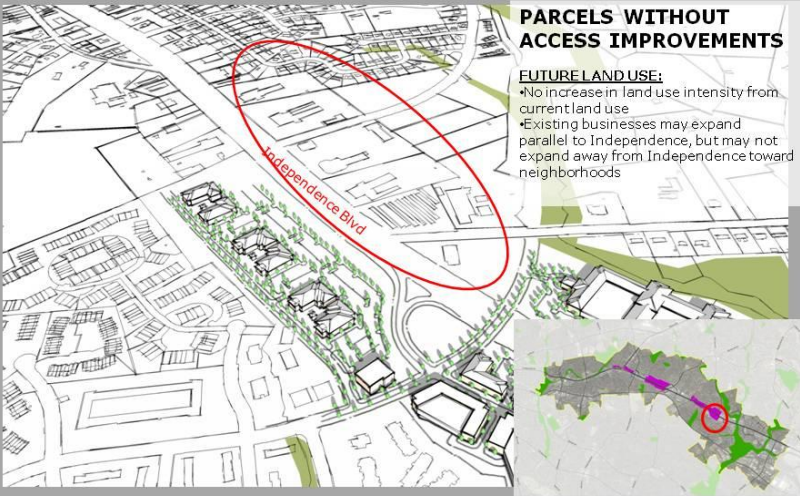 PARCELS WITHOUT
ACCESS IMPROVEMENTS
FUTURE LAND USE:
•No increase in land use intensity from
current land use
•Existing businesses may expand
parallel to Independence, but may not
expand away from Independence toward
neighborhoods
Independence Blvd